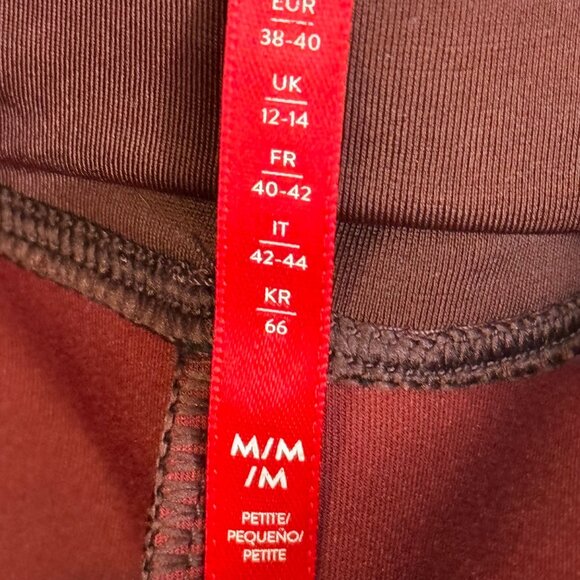 EUR
38-40
UK
12-14
FR
40-42
IT
42-44
KR
66
M/M
/M
PETITE/
PEQUEÑO/
PETITE